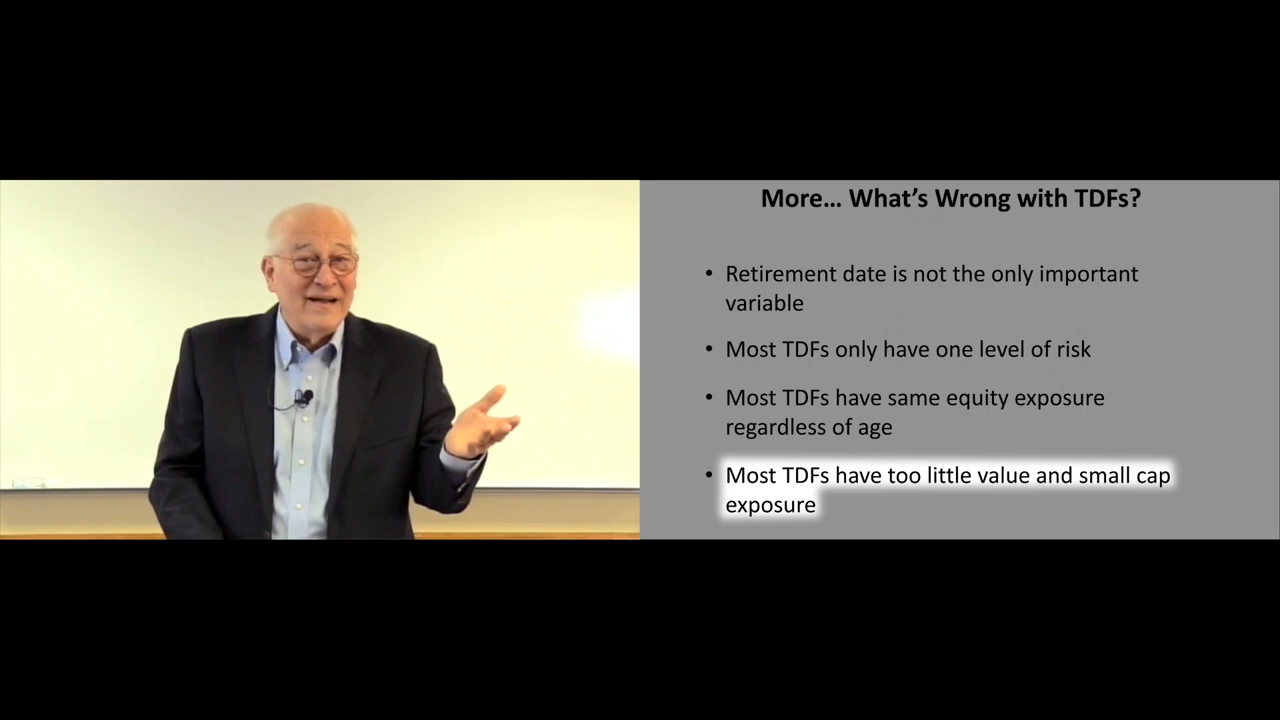 More… What’s Wrong with TDFs?
• Retirement date is not the only important
variable
• Most TDFs only have one level of risk
• Most TDFs have same equity exposure
regardless of age
• Most TDFs have too little value and small cap
exposure